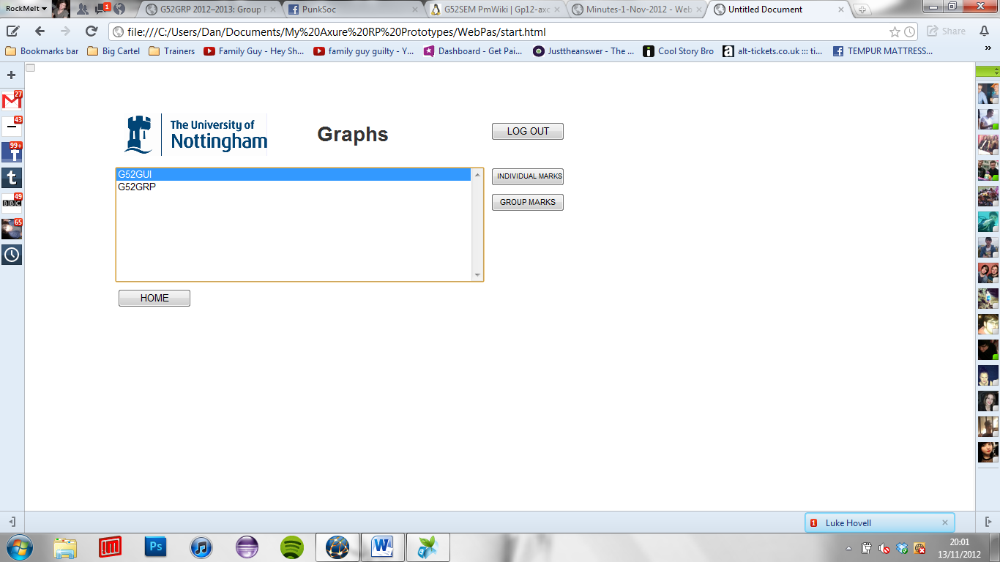 RockMelt
1
G52GRP 2012–2013: Group P
PunkSoc
G52SEM PmWiki | Gp12-axc
Minutes-1-Nov-2012 - Web
Untitled Document
file:///C:/Users/Dan/Documents/My%20Axure%20RP%20Prototypes/WebPas/start.html
Share
Bookmarks bar
Big Cartel
Trainers
Family Guy - Hey Sh...
family guy guilty - Y...
Dashboard - Get Pai...
Justtheanswer - The ...
Cool Story Bro
alt-tickets.co.uk ::: ti...
TEMPUR MATTRESS...
27
43
99+
49
BBC
65
The University of
Nottingham
Graphs
LOG OUT
G52GUI
G52GRP
INDIVIDUAL MARKS
GROUP MARKS
HOME
1 Luke Hovell
Ps
20:01
13/11/2012